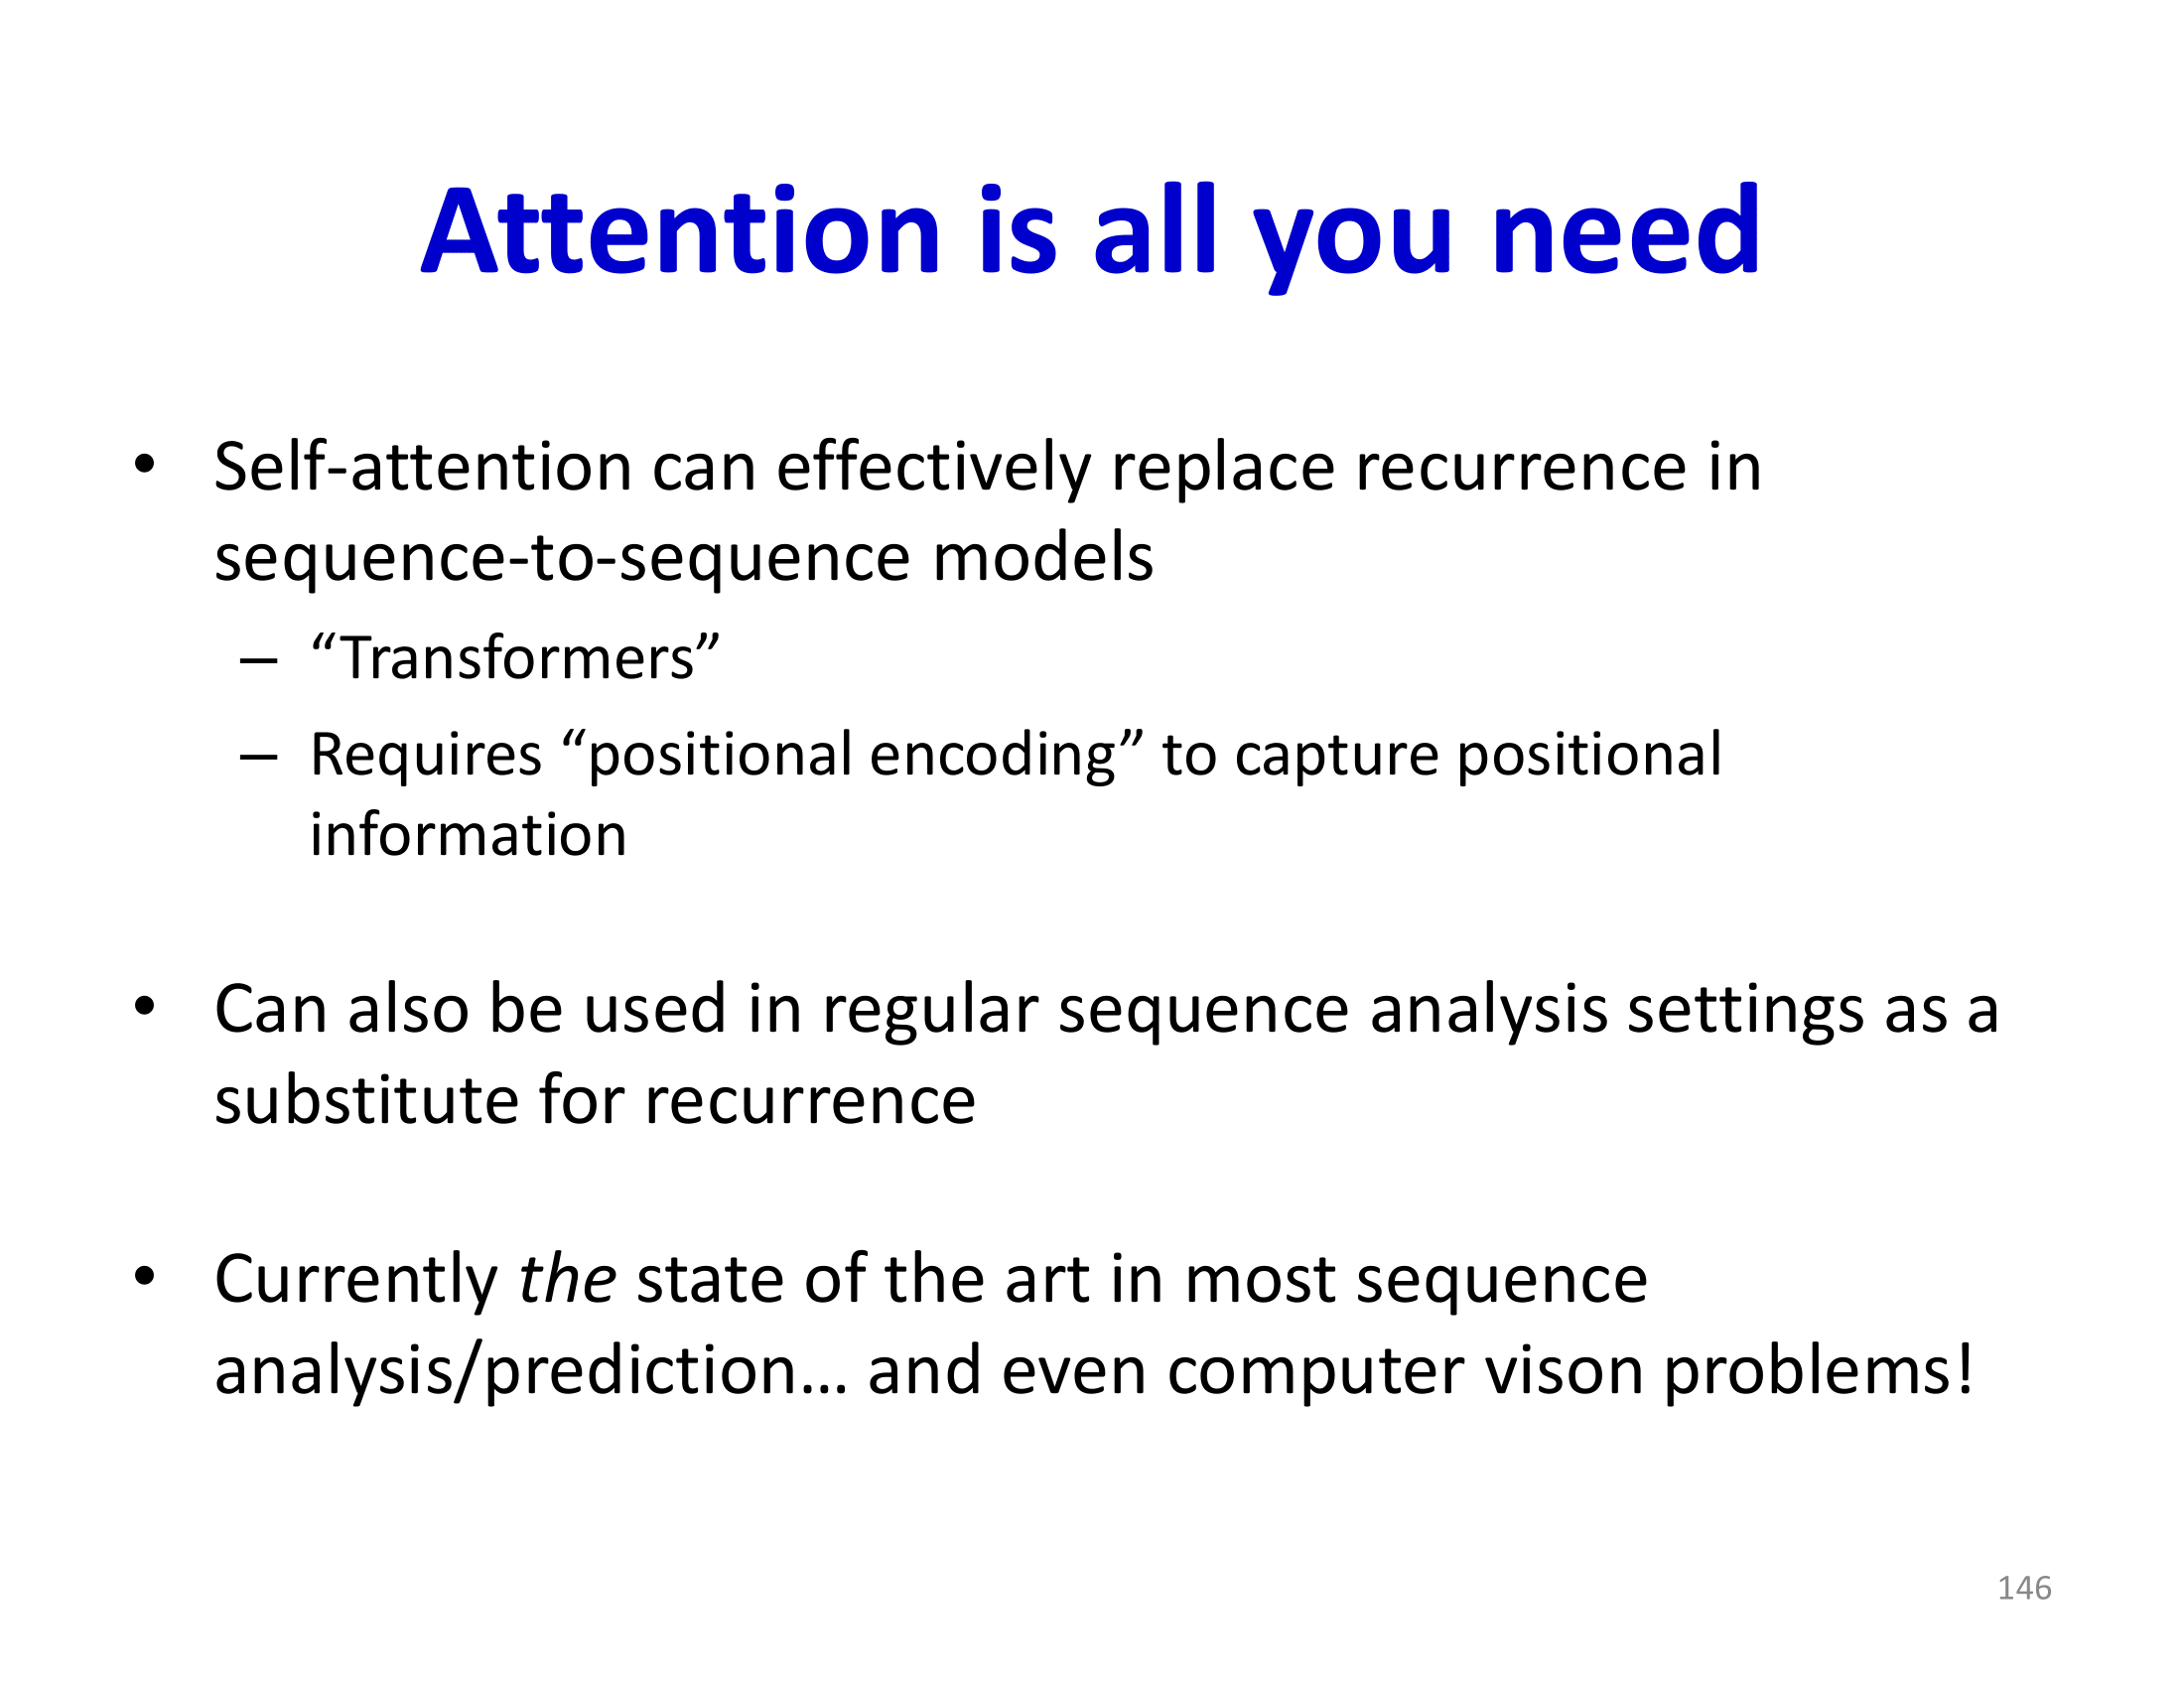 Attention is all you need
• Self-attention can effectively replace recurrence in
sequence-to-sequence models
– “Transformers”
– Requires “positional encoding” to capture positional
information
• Can also be used in regular sequence analysis settings as a
substitute for recurrence
• Currently the state of the art in most sequence
analysis/prediction... and even computer vison problems!
146